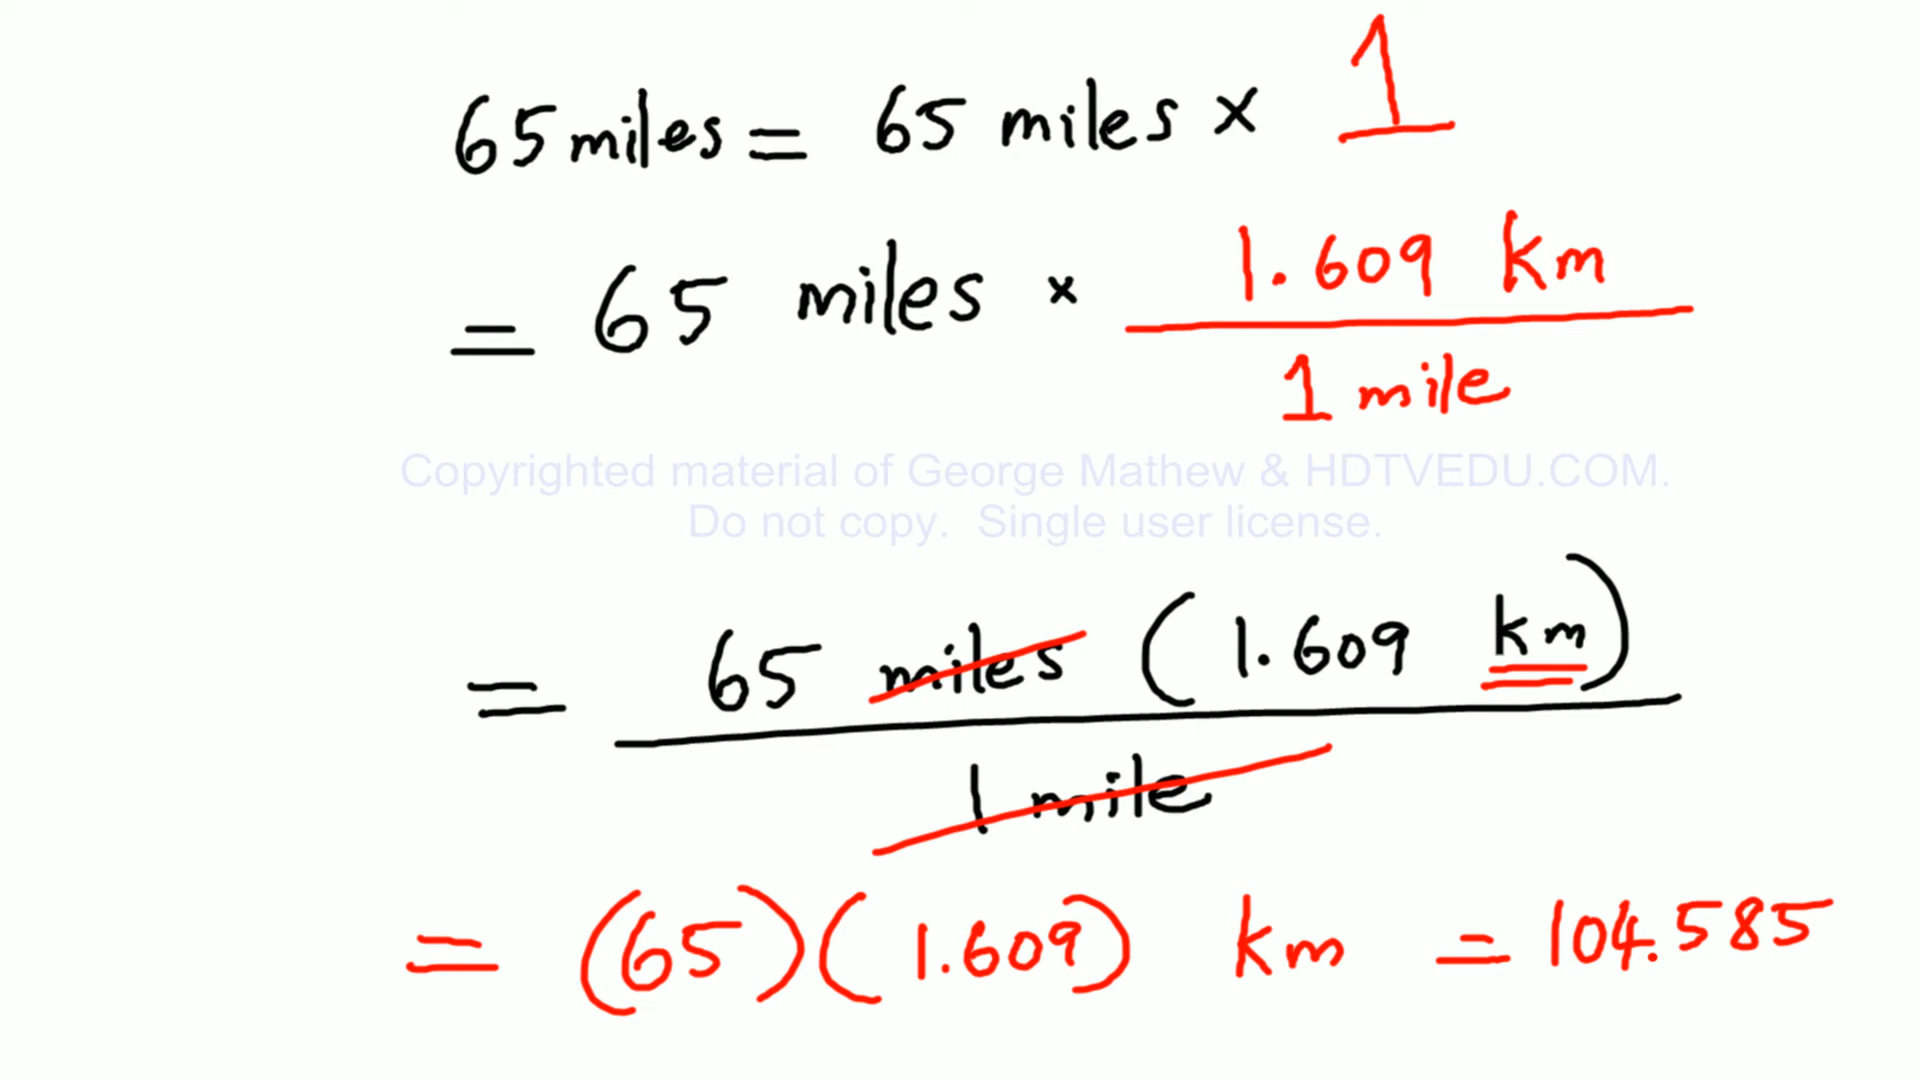 65 miles = 65 miles × 1
= 65 miles × 1.609 km
1 mile
Copyrighted material of George Mathew & HDTVEDU.COM.
Do not copy. Single user license.
= 65 miles (1.609 km)
1 mile
= (65)(1.609) km = 104.585